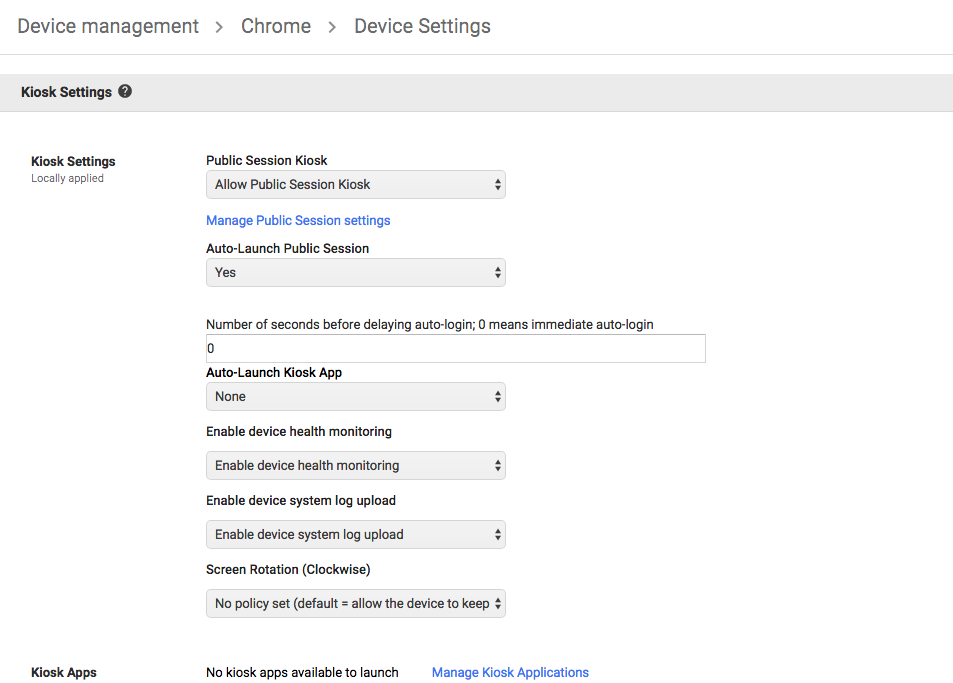 Device management > Chrome > Device Settings
Kiosk Settings ?
Kiosk Settings
Locally applied
Public Session Kiosk
Allow Public Session Kiosk
Manage Public Session settings
Auto-Launch Public Session
Yes
Number of seconds before delaying auto-login; 0 means immediate auto-login
0
Auto-Launch Kiosk App
None
Enable device health monitoring
Enable device health monitoring
Enable device system log upload
Enable device system log upload
Screen Rotation (Clockwise)
No policy set (default = allow the device to keep
Kiosk Apps
No kiosk apps available to launch
Manage Kiosk Applications